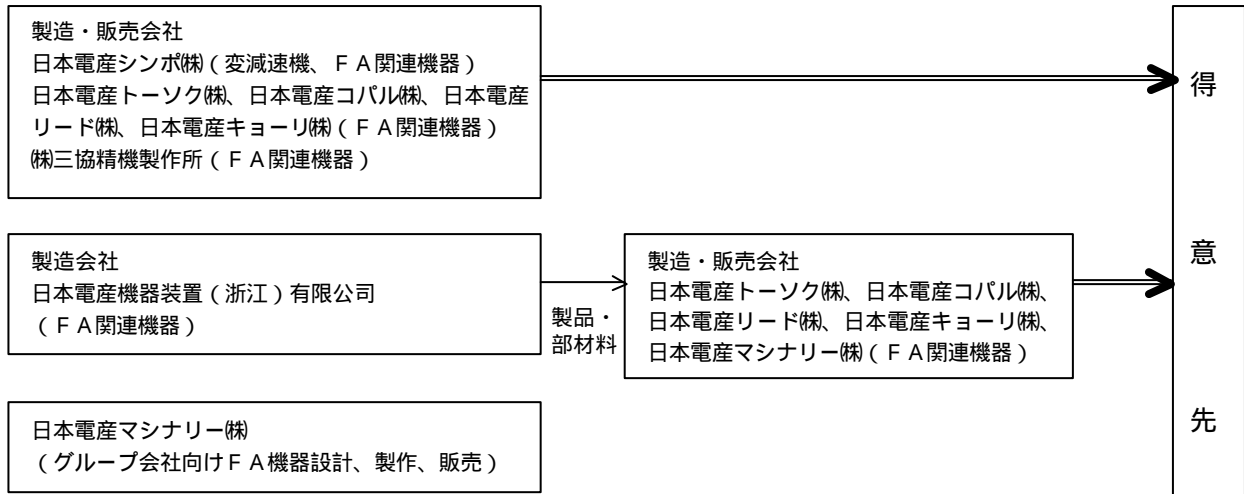 製造・販売会社
日本電産シンポ㈱（変減速機、ＦＡ関連機器）
日本電産トーソク㈱、日本電産コパル㈱、日本電産
リード㈱、日本電産キョーリ㈱（ＦＡ関連機器）
㈱三協精機製作所（ＦＡ関連機器）
製造会社
日本電産機器装置（浙江）有限公司
（ＦＡ関連機器）
製品・
部材料
製造・販売会社
日本電産トーソク㈱、日本電産コパル㈱、
日本電産リード㈱、日本電産キョーリ㈱、
日本電産マシナリー㈱（ＦＡ関連機器）
日本電産マシナリー㈱
（グループ会社向けＦＡ機器設計、製作、販売）
得
意
先